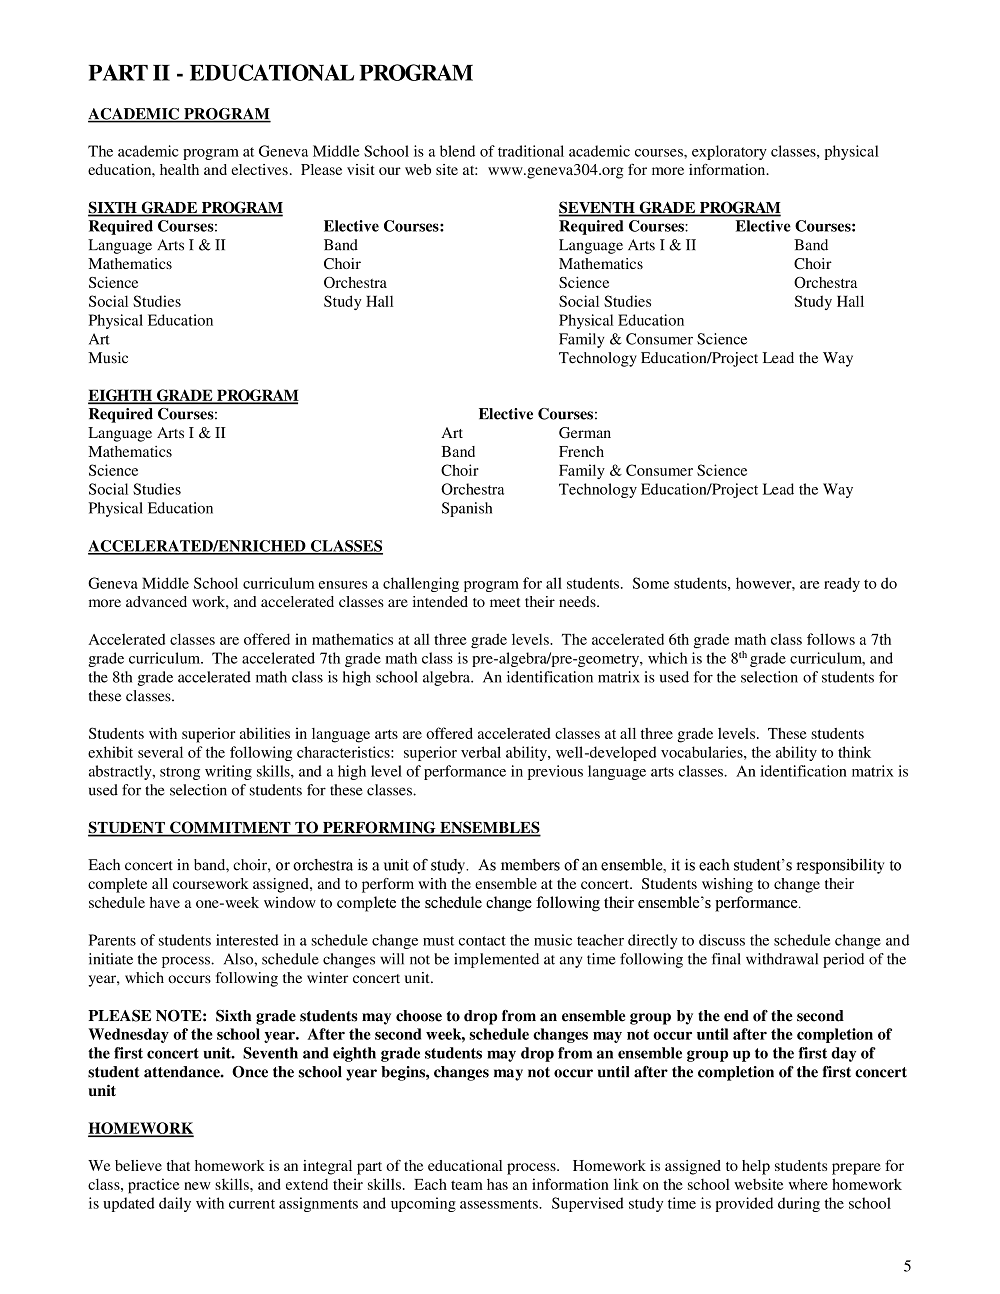 PART II - EDUCATIONAL PROGRAM
ACADEMIC PROGRAM
The academic program at Geneva Middle School is a blend of traditional academic courses, exploratory classes, physical
education, health and electives.  Please visit our web site at:  www.geneva304.org for more information.
SIXTH GRADE PROGRAM SEVENTH GRADE PROGRAM
Required Courses: Elective Courses: Required Courses: Elective Courses:
Language Arts I & II Band Language Arts I & II Band
Mathematics Choir Mathematics Choir
Science Orchestra Science Orchestra
Social Studies Study Hall Social Studies Study Hall
Physical Education Physical Education
Art Family & Consumer Science
Music Technology Education/Project Lead the Way
EIGHTH GRADE PROGRAM
Required Courses: Elective Courses:
Language Arts I & II Art German
Mathematics Band French
Science Choir Family & Consumer Science
Social Studies Orchestra Technology Education/Project Lead the Way
Physical Education Spanish
ACCELERATED/ENRICHED CLASSES
Geneva Middle School curriculum ensures a challenging program for all students.  Some students, however, are ready to do
more advanced work, and accelerated classes are intended to meet their needs.
Accelerated classes are offered in mathematics at all three grade levels.  The accelerated 6th grade math class follows a 7th
grade curriculum.  The accelerated 7th grade math class is pre-algebra/pre-geometry, which is the 8th grade curriculum, and
the 8th grade accelerated math class is high school algebra.  An identification matrix is used for the selection of students for
these classes.
Students with superior abilities in language arts are offered accelerated classes at all three grade levels.  These students
exhibit several of the following characteristics:  superior verbal ability, well-developed vocabularies, the ability to think
abstractly, strong writing skills, and a high level of performance in previous language arts classes.  An identification matrix is
used for the selection of students for these classes.
STUDENT COMMITMENT TO PERFORMING ENSEMBLES
Each concert in band, choir, or orchestra is a unit of study.  As members of an ensemble, it is each student's responsibility to
complete all coursework assigned, and to perform with the ensemble at the concert.  Students wishing to change their
schedule have a one-week window to complete the schedule change following their ensemble's performance.
Parents of students interested in a schedule change must contact the music teacher directly to discuss the schedule change and
initiate the process.  Also, schedule changes will not be implemented at any time following the final withdrawal period of the
year, which occurs following the winter concert unit.
PLEASE NOTE:  Sixth grade students may choose to drop from an ensemble group by the end of the second
Wednesday of the school year.  After the second week, schedule changes may not occur until after the completion of
the first concert unit.  Seventh and eighth grade students may drop from an ensemble group up to the first day of
student attendance.  Once the school year begins, changes may not occur until after the completion of the first concert
unit
HOMEWORK
We believe that homework is an integral part of the educational process.   Homework is assigned to help students prepare for
class, practice new skills, and extend their skills.  Each team has an information link on the school website where homework
is updated daily with current assignments and upcoming assessments.  Supervised study time is provided during the school
5